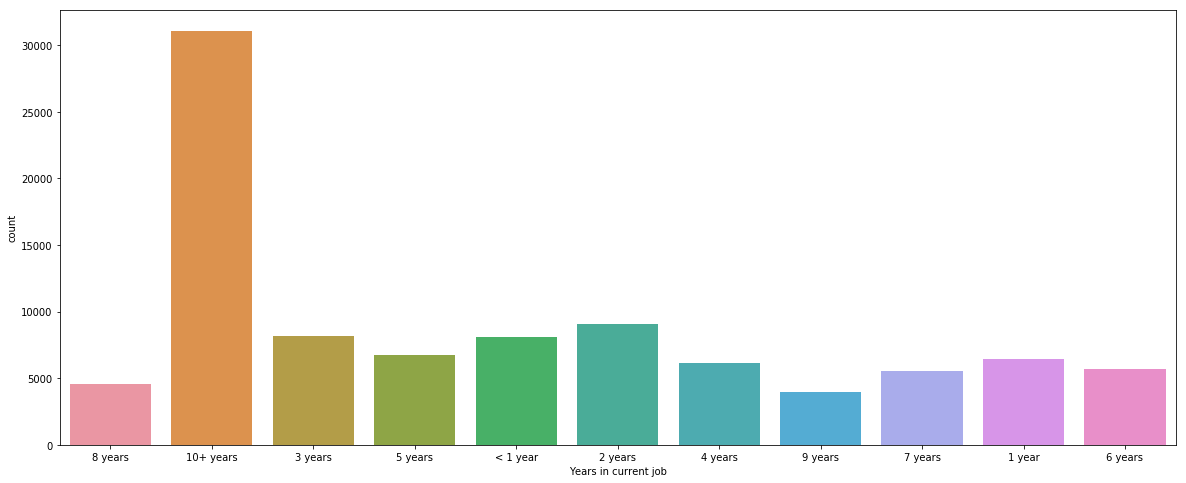 30000
25000
20000
15000
10000
5000
0
count
8 years 10+ years 3 years 5 years < 1 year 2 years 4 years 9 years 7 years 1 year 6 years
Years in current job